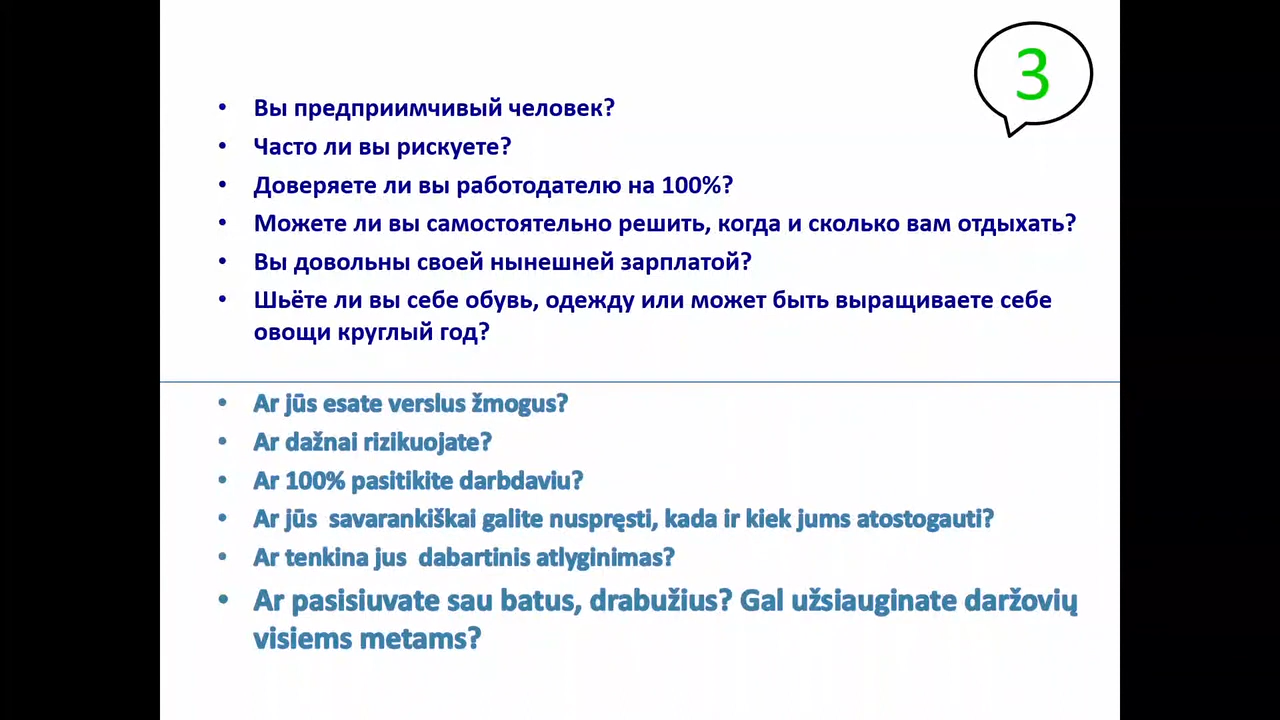 3
• Вы предприимчивый человек?
• Часто ли вы рискуете?
• Доверяете ли вы работодателю на 100%?
• Можете ли вы самостоятельно решить, когда и сколько вам отдыхать?
• Вы довольны своей нынешней зарплатой?
• Шьёте ли вы себе обувь, одежду или может быть выращиваете себе
овощи круглый год?
• Ar jūs esate verslus žmogus?
• Ar dažnai rizikuojate?
• Ar 100% pasitikite darbdaviu?
• Ar jūs  savarankiškai galite nuspręsti, kada ir kiek jums atostogauti?
• Ar tenkina jus  dabartinis atlyginimas?
• Ar pasisiuvate sau batus, drabužius? Gal užsiauginate daržovių
visiems metams?